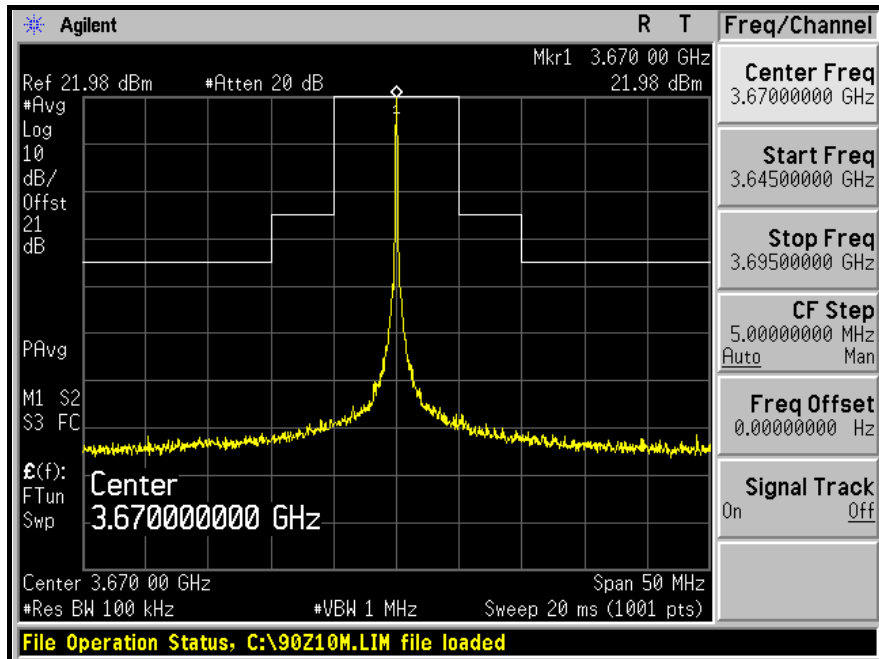 Agilent R T Freq/Channel
Mkr1 3.670 00 GHz
Ref 21.98 dBm #Atten 20 dB 21.98 dBm
#Avg
Log
10
dB/
Offst
21
dB
PAvg
M1 S2
S3 FC
£(f):
FTun
Swp
1
Center
3.670000000 GHz
Center 3.670 00 GHz Span 50 MHz
#Res BW 100 kHz #VBW 1 MHz Sweep 20 ms (1001 pts)
File Operation Status, C:\90Z10M.LIM file loaded
Center Freq
3.67000000 GHz
Start Freq
3.64500000 GHz
Stop Freq
3.69500000 GHz
CF Step
5.00000000 MHz
Auto Man
Freq Offset
0.00000000 Hz
Signal Track
On Off